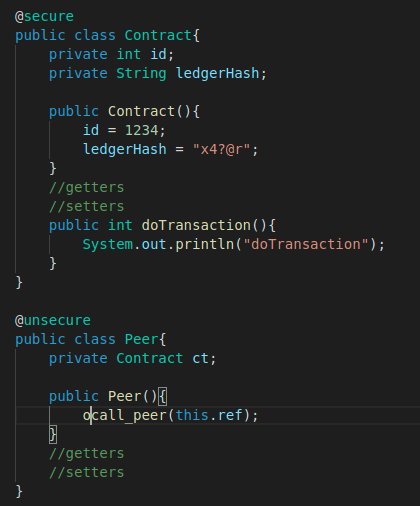 @secure
public class Contract{
    private int id;
    private String ledgerHash;

    public Contract(){
        id = 1234;
        ledgerHash = "x4?@r";
    }
    //getters
    //setters
    public int doTransaction(){
        System.out.println("doTransaction");
    }
}

@unsecure
public class Peer{
    private Contract ct;

    public Peer(){
        ocall_peer(this.ref);
    }
    //getters
    //setters
}